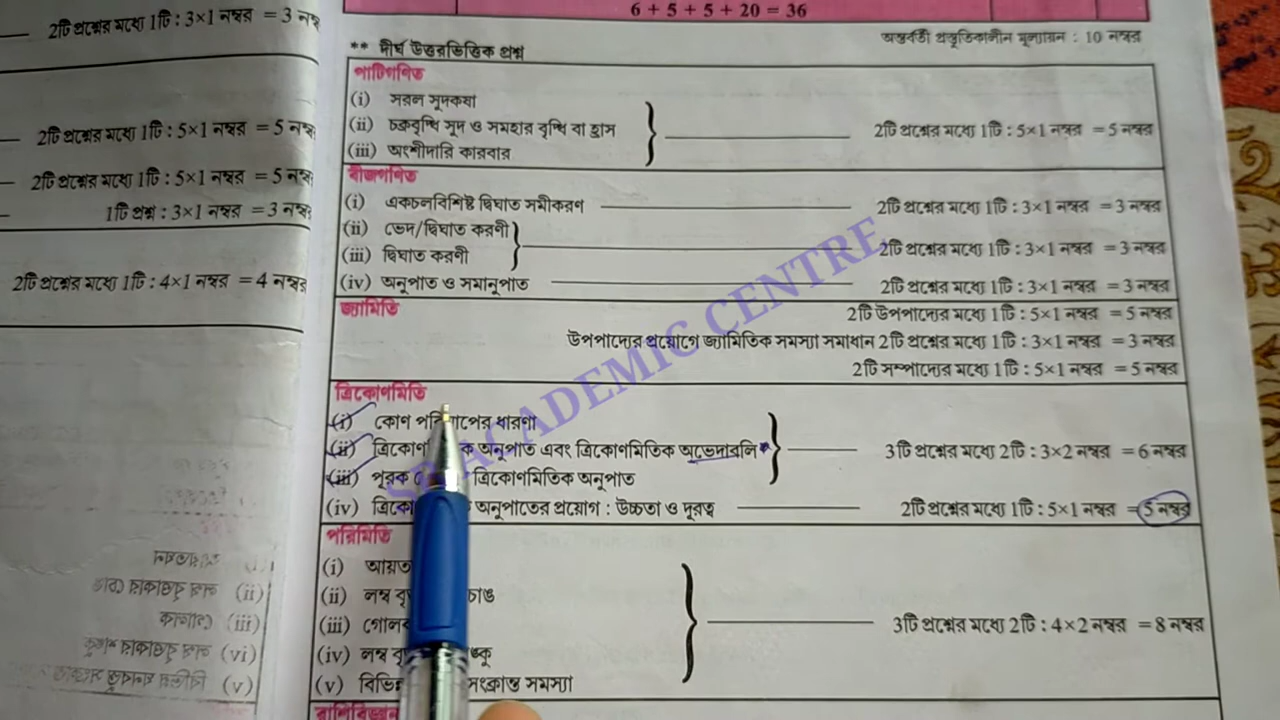 2টি প্রশ্নের মধ্যে 1টি : 3×1 নম্বর = 3
2টি প্রশ্নের মধ্যে 1টি : 5×1 নম্বর = 5 নম্বর
2টি প্রশ্নের মধ্যে 1টি : 5×1 নম্বর = 5 নম্বর
1টি প্রশ্ন : 3×1 নম্বর = 3 নম্বর
2টি প্রশ্নের মধ্যে 1টি : 4×1 নম্বর = 4 নম্বর
6 + 5 + 5 + 20 = 36
অন্তর্বর্তী প্রস্তুতিকালীন মূল্যায়ন : 10 নম্বর
** দীর্ঘ উত্তরভিত্তিক প্রশ্ন
পাটিগণিত
(i) সরল সুদকষা
(ii) চক্রবৃদ্ধি সুদ ও সমহার বৃদ্ধি বা হ্রাস 2টি প্রশ্নের মধ্যে 1টি : 5×1 নম্বর = 5 নম্বর
(iii) অংশীদারি কারবার
বীজগণিত
(i) একচলবিশিষ্ট দ্বিঘাত সমীকরণ 2টি প্রশ্নের মধ্যে 1টি : 3×1 নম্বর = 3 নম্বর
(ii) ভেদ/দ্বিঘাত করণী
(iii) দ্বিঘাত করণী 2টি প্রশ্নের মধ্যে 1টি : 3×1 নম্বর = 3 নম্বর
(iv) অনুপাত ও সমানুপাত 2টি প্রশ্নের মধ্যে 1টি : 3×1 নম্বর = 3 নম্বর
জ্যামিতি 2টি উপপাদ্যের মধ্যে 1টি : 5×1 নম্বর = 5 নম্বর
উপপাদ্যের প্রয়োগে জ্যামিতিক সমস্যা সমাধান 2টি প্রশ্নের মধ্যে 1টি : 3×1 নম্বর = 3 নম্বর
2টি সম্পাদ্যের মধ্যে 1টি : 5×1 নম্বর = 5 নম্বর
ত্রিকোণমিতি
(i) কোণ ধারণা
(ii) অনুপাত এবং ত্রিকোণমিতিক অভেদাবলি* 3টি প্রশ্নের মধ্যে 2টি : 3×2 নম্বর = 6 নম্বর
(iii) পূরক ত্রিকোণমিতিক অনুপাত
(iv) অনুপাতের প্রয়োগ : উচ্চতা ও দূরত্ব 2টি প্রশ্নের মধ্যে 1টি : 5×1 নম্বর = 5 নম্বর
পরিমিতি
(i)
(ii) লম্ব
(iii)
(iv) লম্ব
(v) সংক্রান্ত সমস্যা
3টি প্রশ্নের মধ্যে 2টি : 4×2 নম্বর = 8 নম্বর
রাশিবিজ্ঞান
ACADEMIC CENTRE